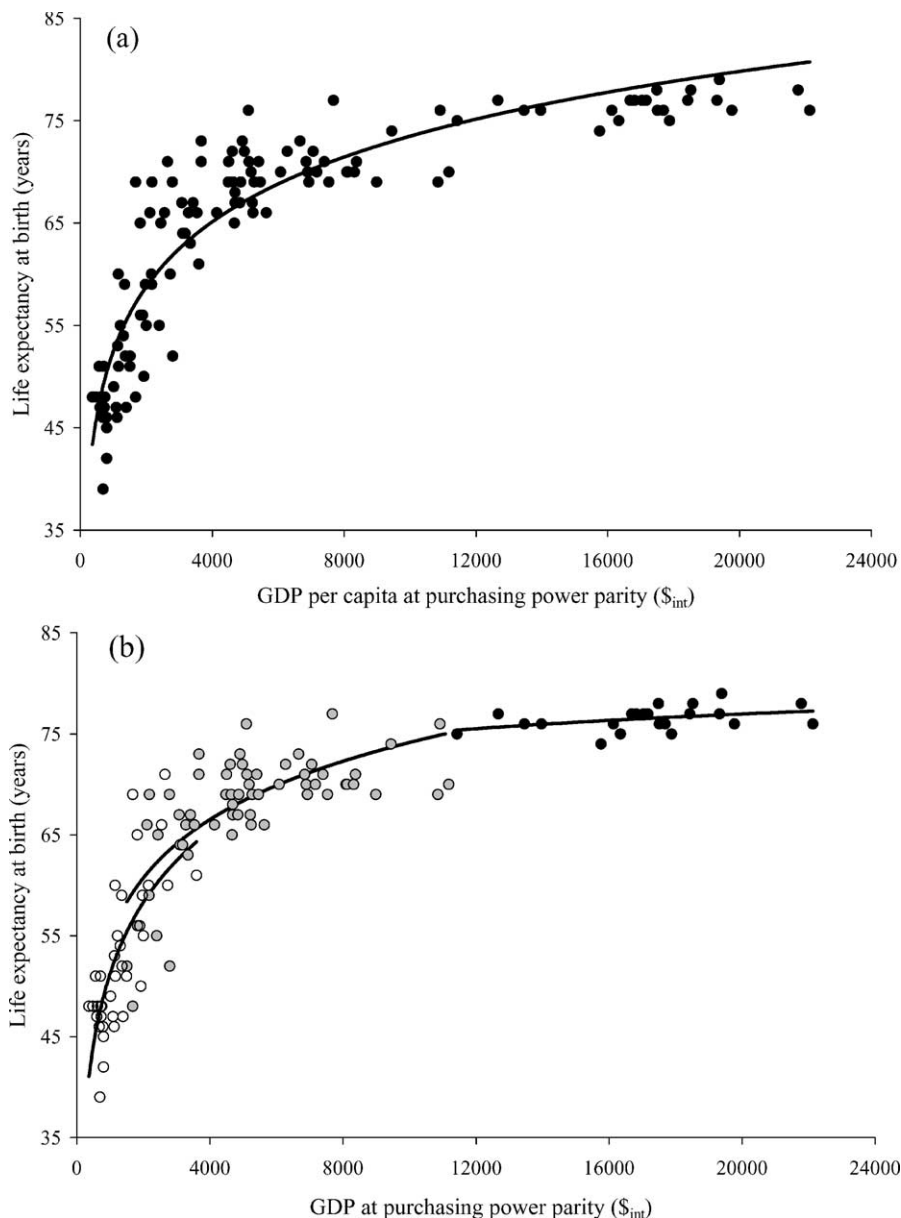 (a)
Life expectancy at birth (years)
85
75
65
55
45
35
0 4000 8000 12000 16000 20000 24000
GDP per capita at purchasing power parity ($int)
(b)
Life expectancy at birth (years)
85
75
65
55
45
35
0 4000 8000 12000 16000 20000 24000
GDP at purchasing power parity ($int)